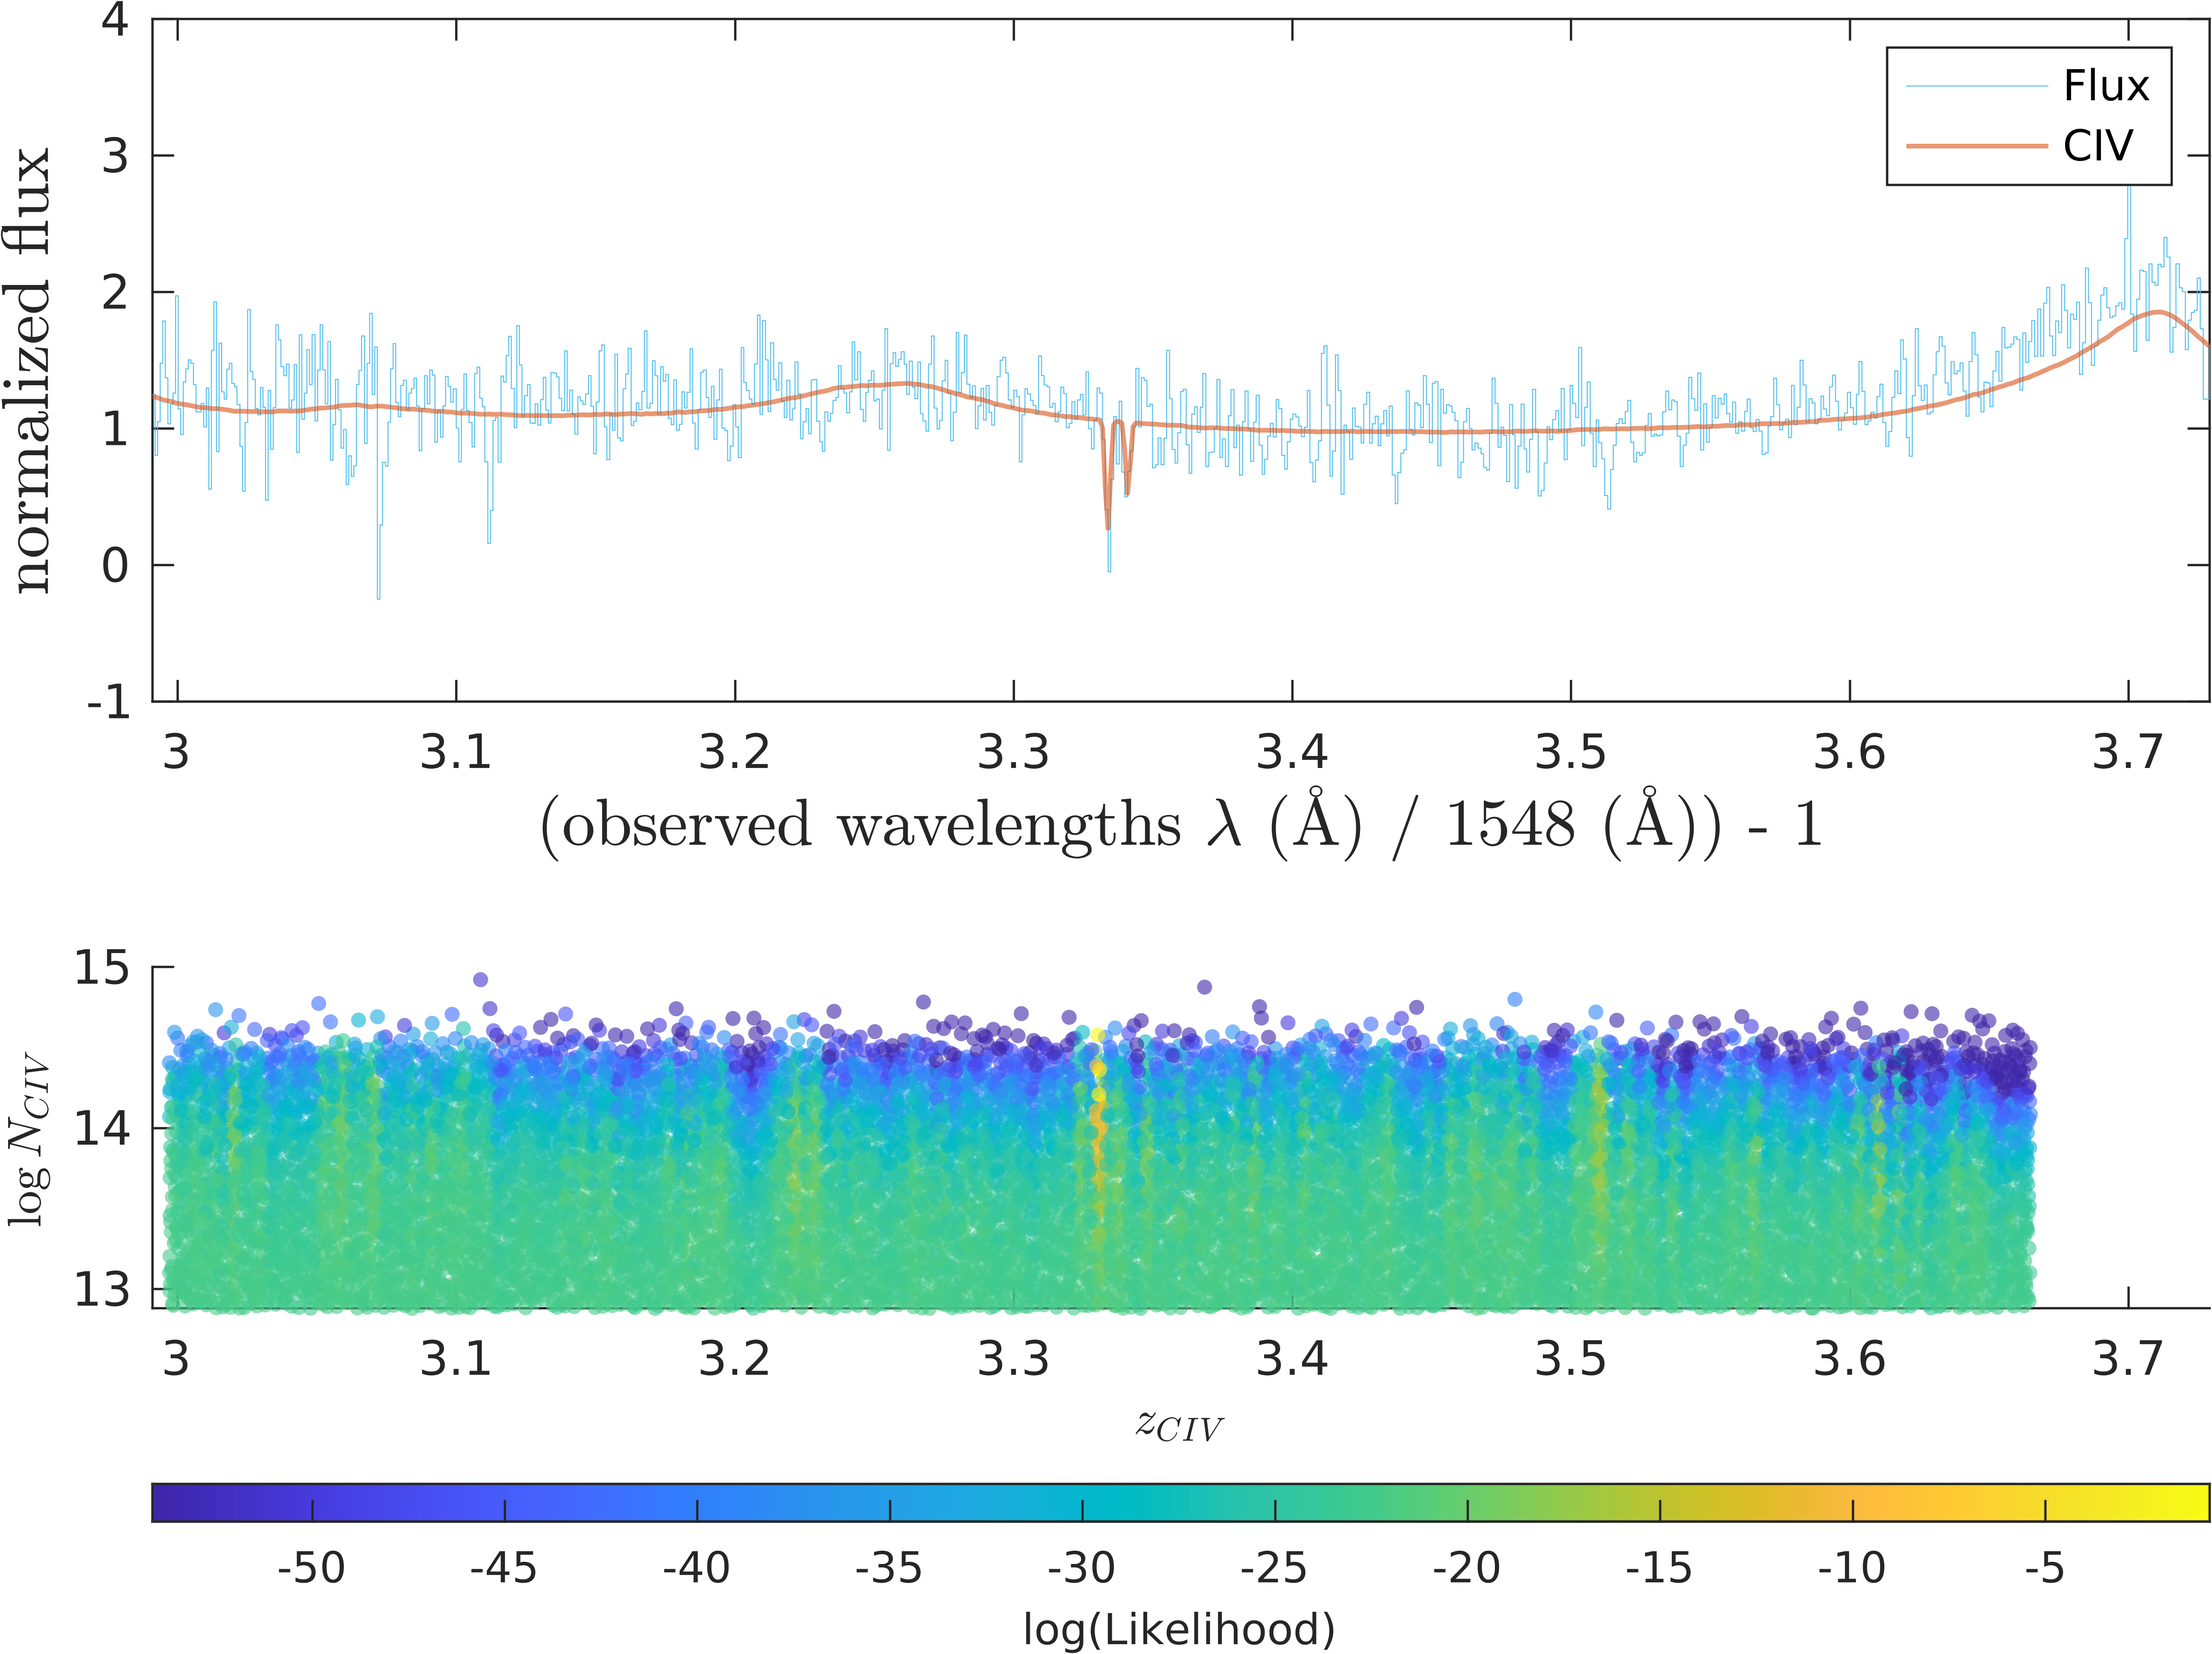 4
3
2
1
0
-1
normalized flux
Flux
CIV
3 3.1 3.2 3.3 3.4 3.5 3.6 3.7
(observed wavelengths λ (Å) / 1548 (Å)) - 1
15
14
13
log N_CIV
3 3.1 3.2 3.3 3.4 3.5 3.6 3.7
z_CIV
-50 -45 -40 -35 -30 -25 -20 -15 -10 -5
log(Likelihood)